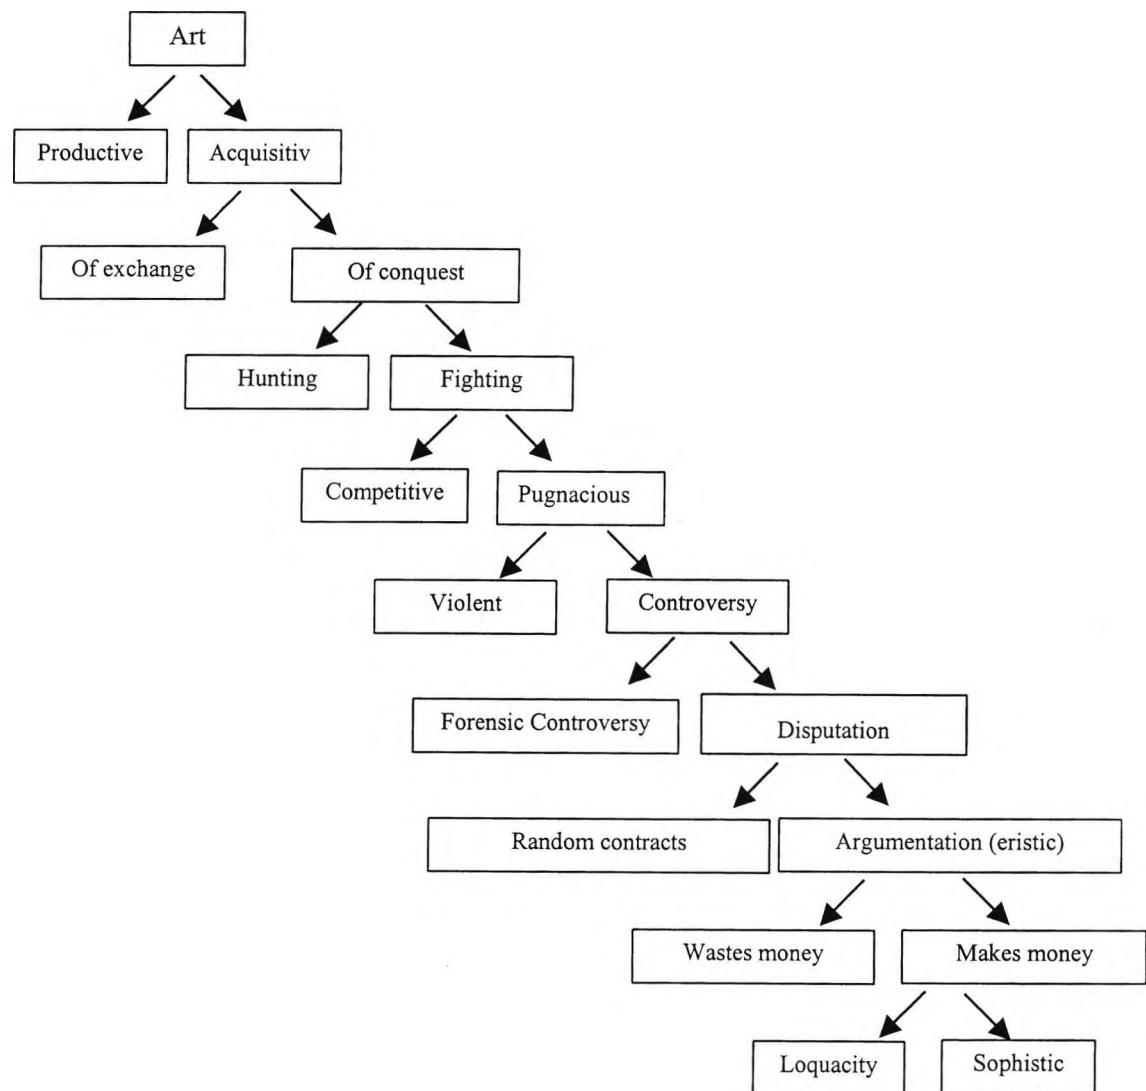 Art
Productive
Acquisitiv
Of exchange
Of conquest
Hunting
Fighting
Competitive
Pugnacious
Violent
Controversy
Forensic Controversy
Disputation
Random contracts
Argumentation (eristic)
Wastes money
Makes money
Loquacity
Sophistic